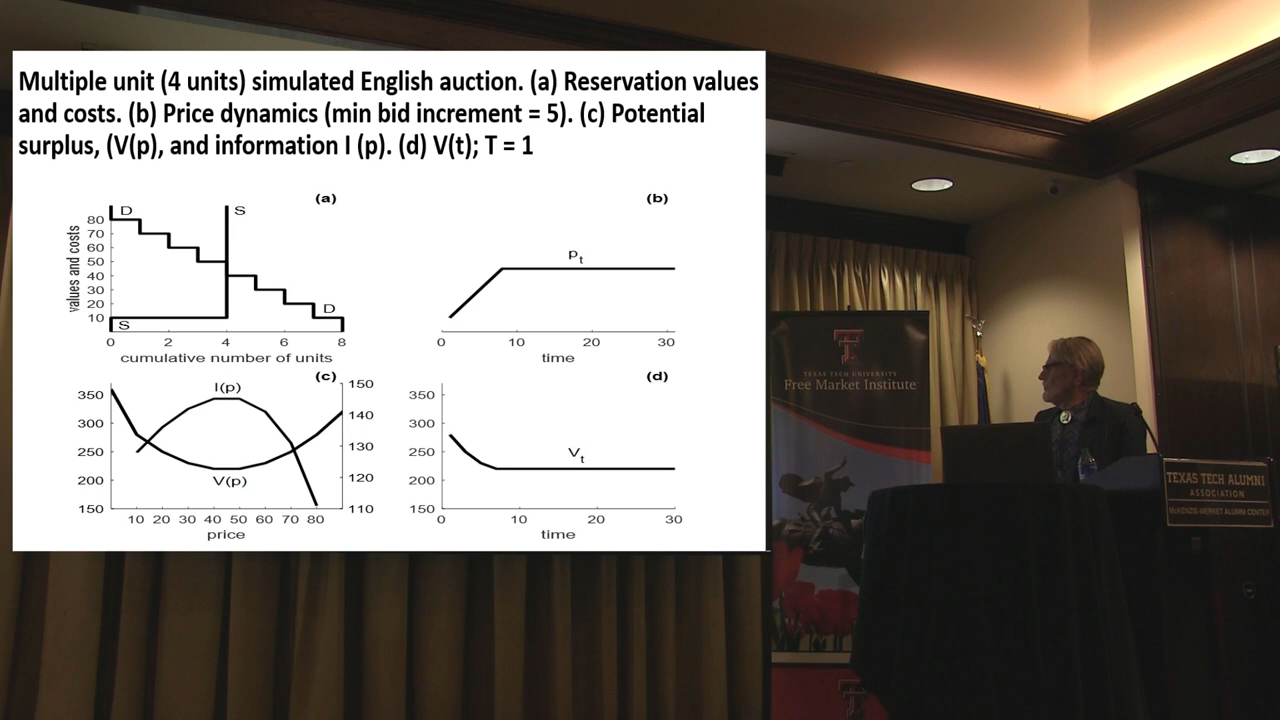 Multiple unit (4 units) simulated English auction. (a) Reservation values
and costs. (b) Price dynamics (min bid increment = 5). (c) Potential
surplus, (V(p), and information I (p). (d) V(t); T = 1
(a)
D
S
80
70
60
50
40
30
20
10
values and costs
D
S
0 2 4 6 8
cumulative number of units
(b)
pt
0 10 20 30
time
(c)
I(p)
350
300
250
200
150
150
140
130
120
110
V(p)
10 20 30 40 50 60 70 80
price
(d)
350
300
250
200
150
Vt
0 10 20 30
time
TEXAS TECH UNIVERSITY
Free Market Institute
TEXAS TECH ALUMNI
ASSOCIATION
McKENZIE-MERKET ALUMNI CENTER